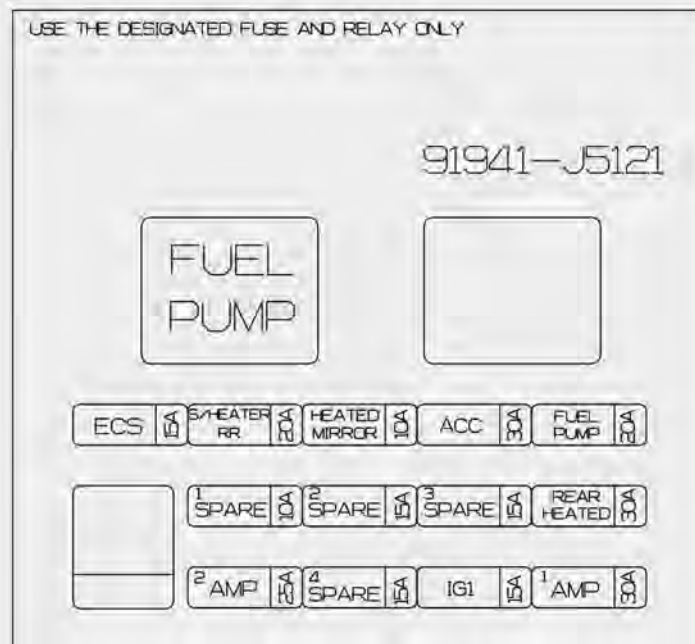 USE THE DESIGNATED FUSE AND RELAY ONLY
91941-J5121
FUEL
PUMP
ECS 15A
S/HEATER
RR 20A
HEATED
MIRROR 10A
ACC 30A
FUEL
PUMP 20A
1 SPARE 10A
2 SPARE 15A
3 SPARE 15A
REAR
HEATED 30A
2 AMP 25A
4 SPARE 15A
IG1 15A
1 AMP 30A